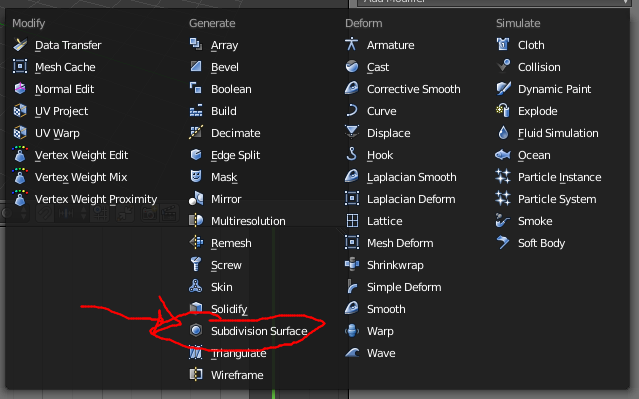 Add Modifier
Modify
Data Transfer
Mesh Cache
Normal Edit
UV Project
UV Warp
Vertex Weight Edit
Vertex Weight Mix
Vertex Weight Proximity
Generate
Array
Bevel
Boolean
Build
Decimate
Edge Split
Mask
Mirror
Multiresolution
Remesh
Screw
Skin
Solidify
Subdivision Surface
Triangulate
Wireframe
Deform
Armature
Cast
Corrective Smooth
Curve
Displace
Hook
Laplacian Smooth
Laplacian Deform
Lattice
Mesh Deform
Shrinkwrap
Simple Deform
Smooth
Warp
Wave
Simulate
Cloth
Collision
Dynamic Paint
Explode
Fluid Simulation
Ocean
Particle Instance
Particle System
Smoke
Soft Body